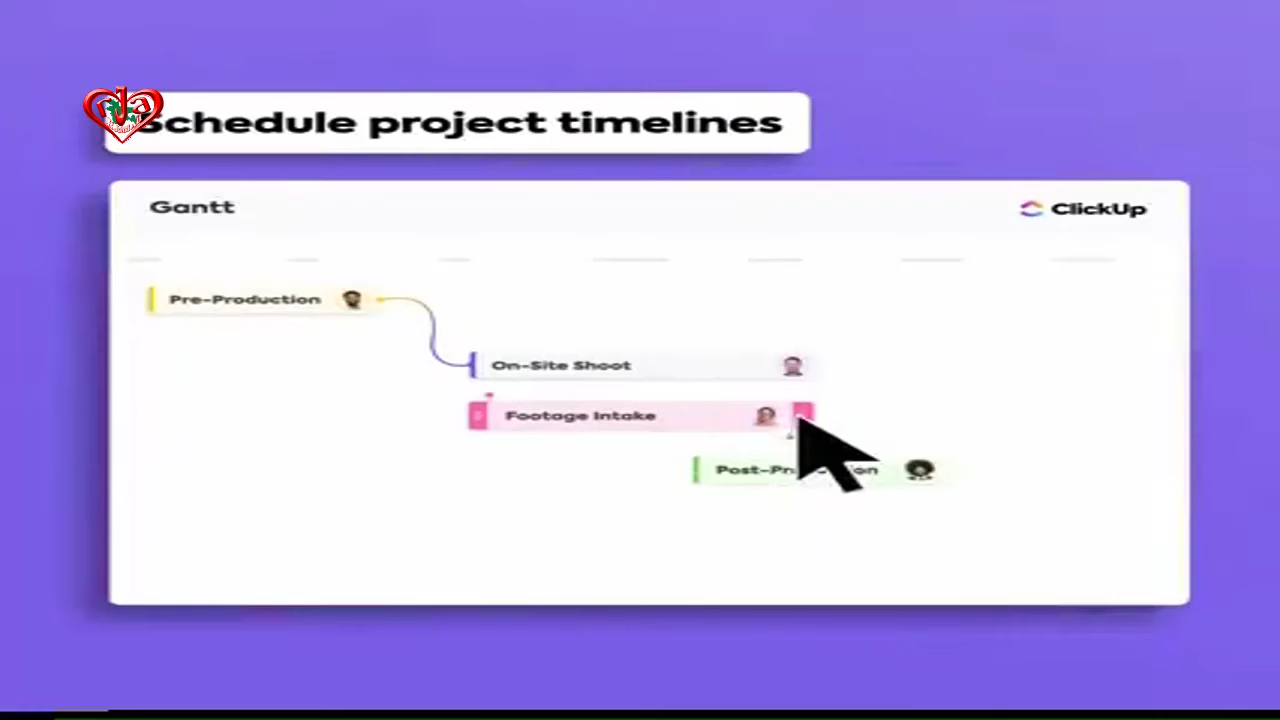 Schedule project timelines
Gantt
ClickUp
Pre-Production
On-Site Shoot
Footage Intake